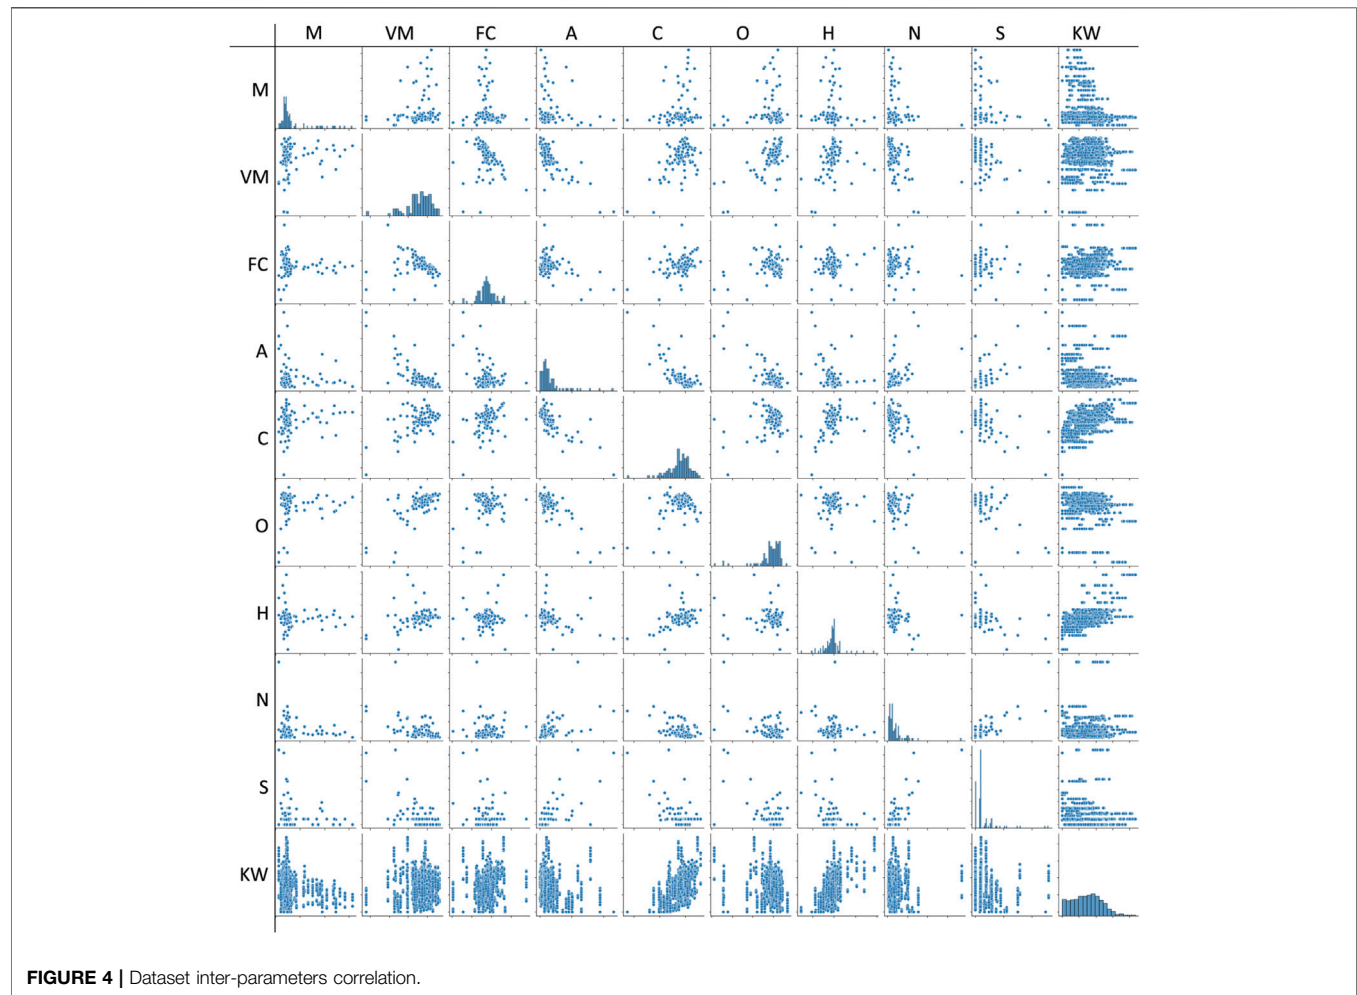 M VM FC A C O H N S KW
M
VM
FC
A
C
O
H
N
S
KW
FIGURE 4 | Dataset inter-parameters correlation.